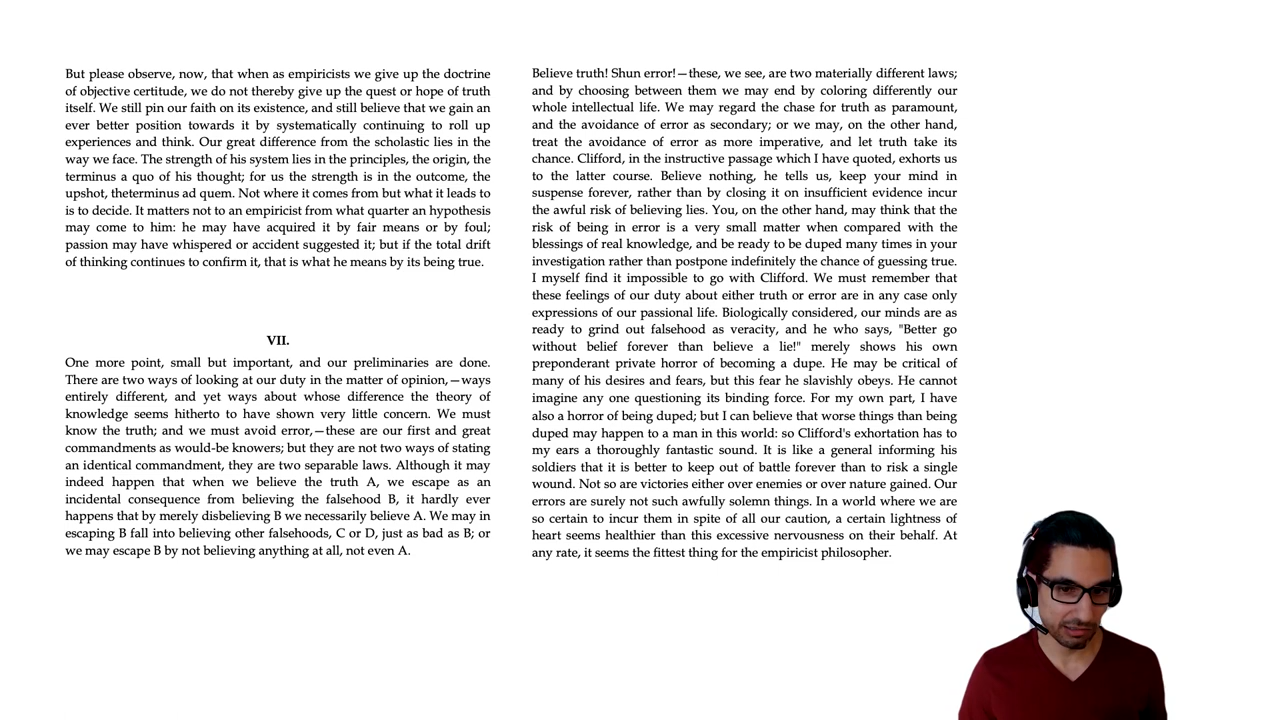 But please observe, now, that when as empiricists we give up the doctrine
of objective certitude, we do not thereby give up the quest or hope of truth
itself. We still pin our faith on its existence, and still believe that we gain an
ever better position towards it by systematically continuing to roll up
experiences and think. Our great difference from the scholastic lies in the
way we face. The strength of his system lies in the principles, the origin, the
terminus a quo of his thought; for us the strength is in the outcome, the
upshot, theterminus ad quem. Not where it comes from but what it leads to
is to decide. It matters not to an empiricist from what quarter an hypothesis
may come to him: he may have acquired it by fair means or by foul;
passion may have whispered or accident suggested it; but if the total drift
of thinking continues to confirm it, that is what he means by its being true.
VII.
One more point, small but important, and our preliminaries are done.
There are two ways of looking at our duty in the matter of opinion,—ways
entirely different, and yet ways about whose difference the theory of
knowledge seems hitherto to have shown very little concern. We must
know the truth; and we must avoid error,—these are our first and great
commandments as would-be knowers; but they are not two ways of stating
an identical commandment, they are two separable laws. Although it may
indeed happen that when we believe the truth A, we escape as an
incidental consequence from believing the falsehood B, it hardly ever
happens that by merely disbelieving B we necessarily believe A. We may in
escaping B fall into believing other falsehoods, C or D, just as bad as B; or
we may escape B by not believing anything at all, not even A.
Believe truth! Shun error!—these, we see, are two materially different laws;
and by choosing between them we may end by coloring differently our
whole intellectual life. We may regard the chase for truth as paramount,
and the avoidance of error as secondary; or we may, on the other hand,
treat the avoidance of error as more imperative, and let truth take its
chance. Clifford, in the instructive passage which I have quoted, exhorts us
to the latter course. Believe nothing, he tells us, keep your mind in
suspense forever, rather than by closing it on insufficient evidence incur
the awful risk of believing lies. You, on the other hand, may think that the
risk of being in error is a very small matter when compared with the
blessings of real knowledge, and be ready to be duped many times in your
investigation rather than postpone indefinitely the chance of guessing true.
I myself find it impossible to go with Clifford. We must remember that
these feelings of our duty about either truth or error are in any case only
expressions of our passional life. Biologically considered, our minds are as
ready to grind out falsehood as veracity, and he who says, "Better go
without belief forever than believe a lie!" merely shows his own
preponderant private horror of becoming a dupe. He may be critical of
many of his desires and fears, but this fear he slavishly obeys. He cannot
imagine any one questioning its binding force. For my own part, I have
also a horror of being duped; but I can believe that worse things than being
duped may happen to a man in this world: so Clifford's exhortation has to
my ears a thoroughly fantastic sound. It is like a general informing his
soldiers that it is better to keep out of battle forever than to risk a single
wound. Not so are victories either over enemies or over nature gained. Our
errors are surely not such awfully solemn things. In a world where we are
so certain to incur them in spite of all our caution, a certain lightness of
heart seems healthier than this excessive nervousness on their behalf. At
any rate, it seems the fittest thing for the empiricist philosopher.